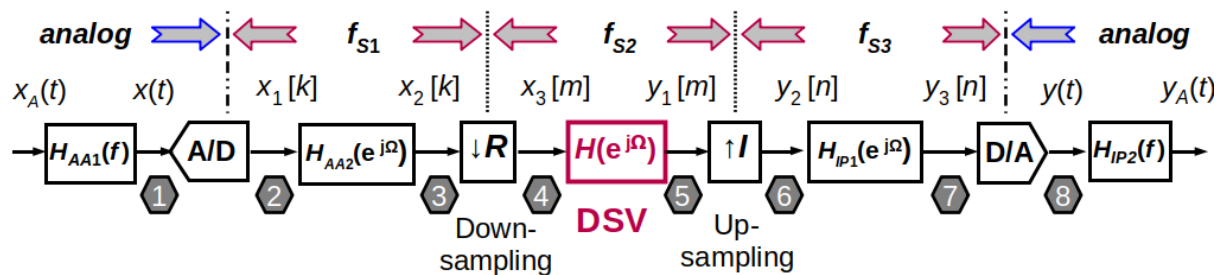 analog f_S1 f_S2 f_S3 analog
x_A(t) x(t) x_1[k] x_2[k] x_3[m] y_1[m] y_2[n] y_3[n] y(t) y_A(t)
H_AA1(f) A/D H_AA2(e^jΩ) ↓R H(e^jΩ) ↑I H_IP1(e^jΩ) D/A H_IP2(f)
1 2 3 4 5 6 7 8
DSV
Down-
sampling
Up-
sampling